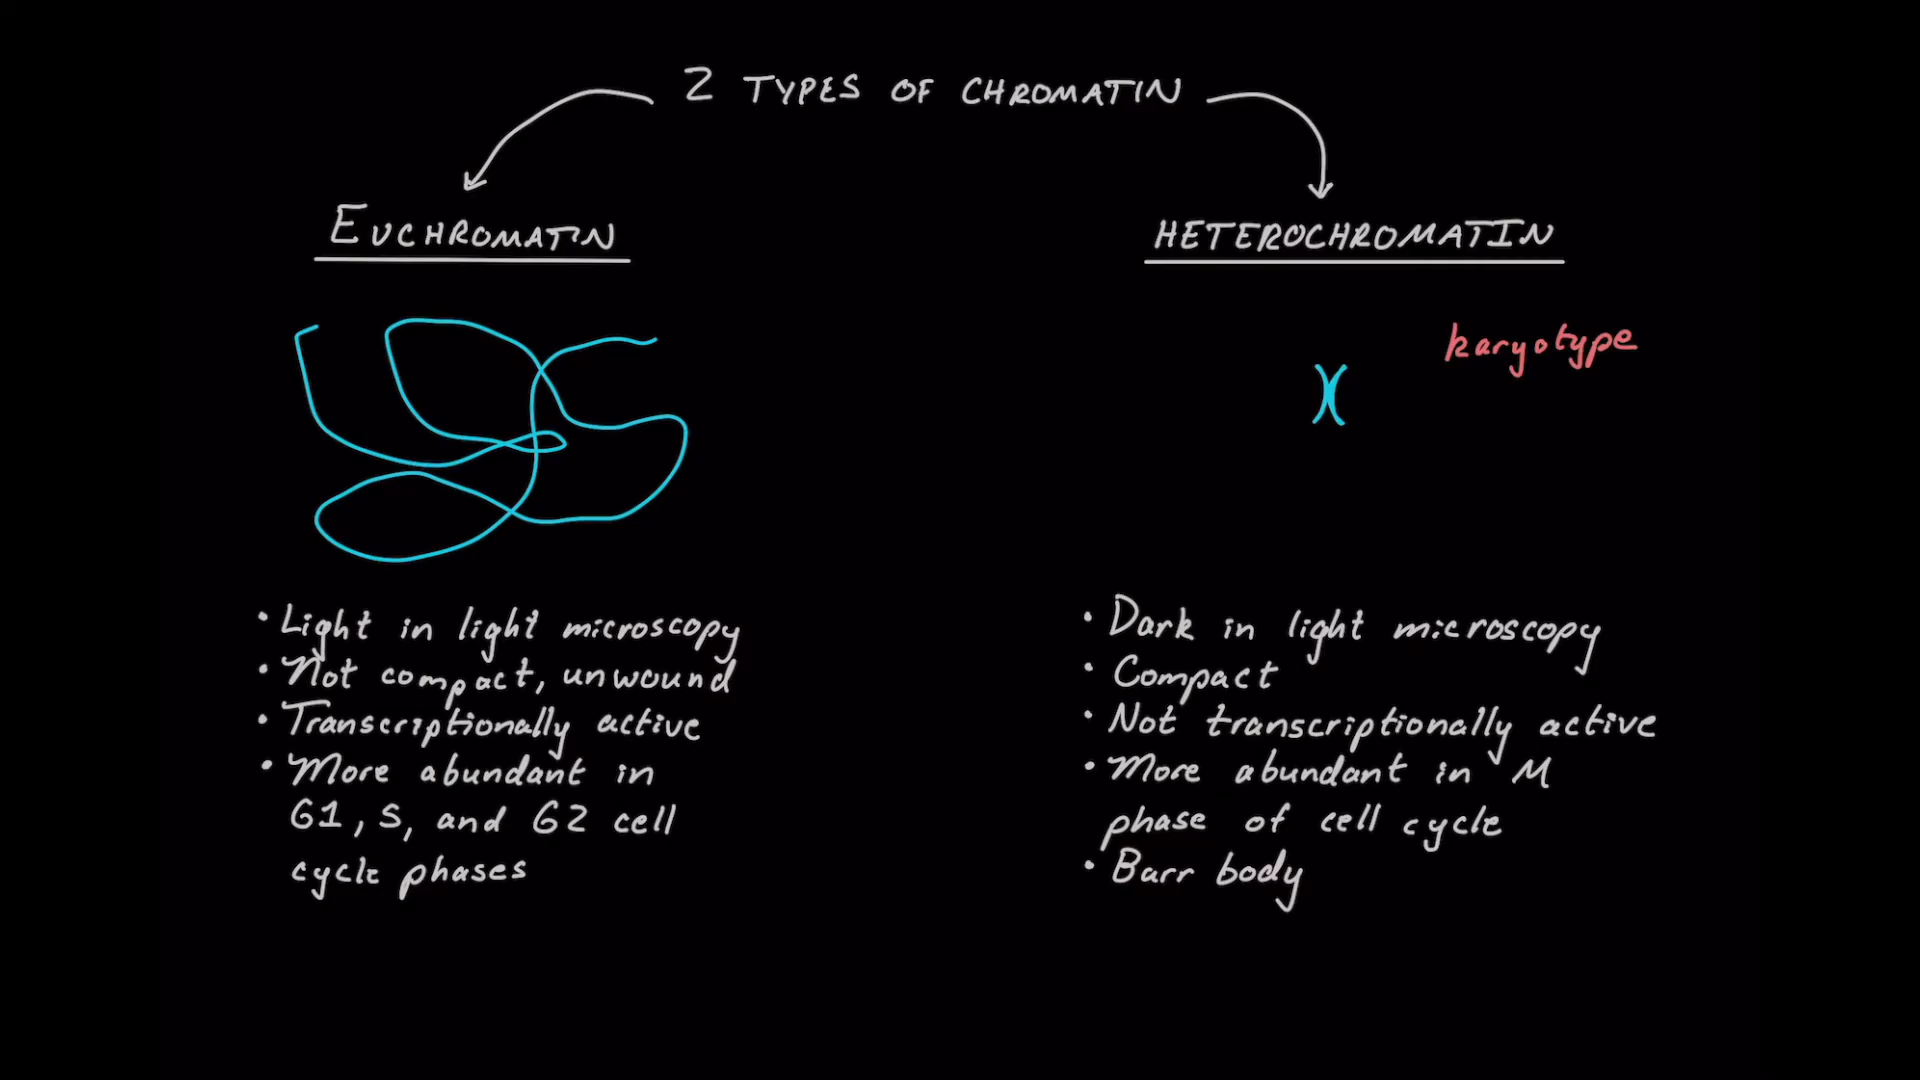 2 TYPES OF CHROMATIN
EUCHROMATIN
• Light in light microscopy
• Not compact, unwound
• Transcriptionally active
• More abundant in
G1, S, and G2 cell
cycle phases
HETEROCHROMATIN
karyotype
• Dark in light microscopy
• Compact
• Not transcriptionally active
• More abundant in M
phase of cell cycle
• Barr body